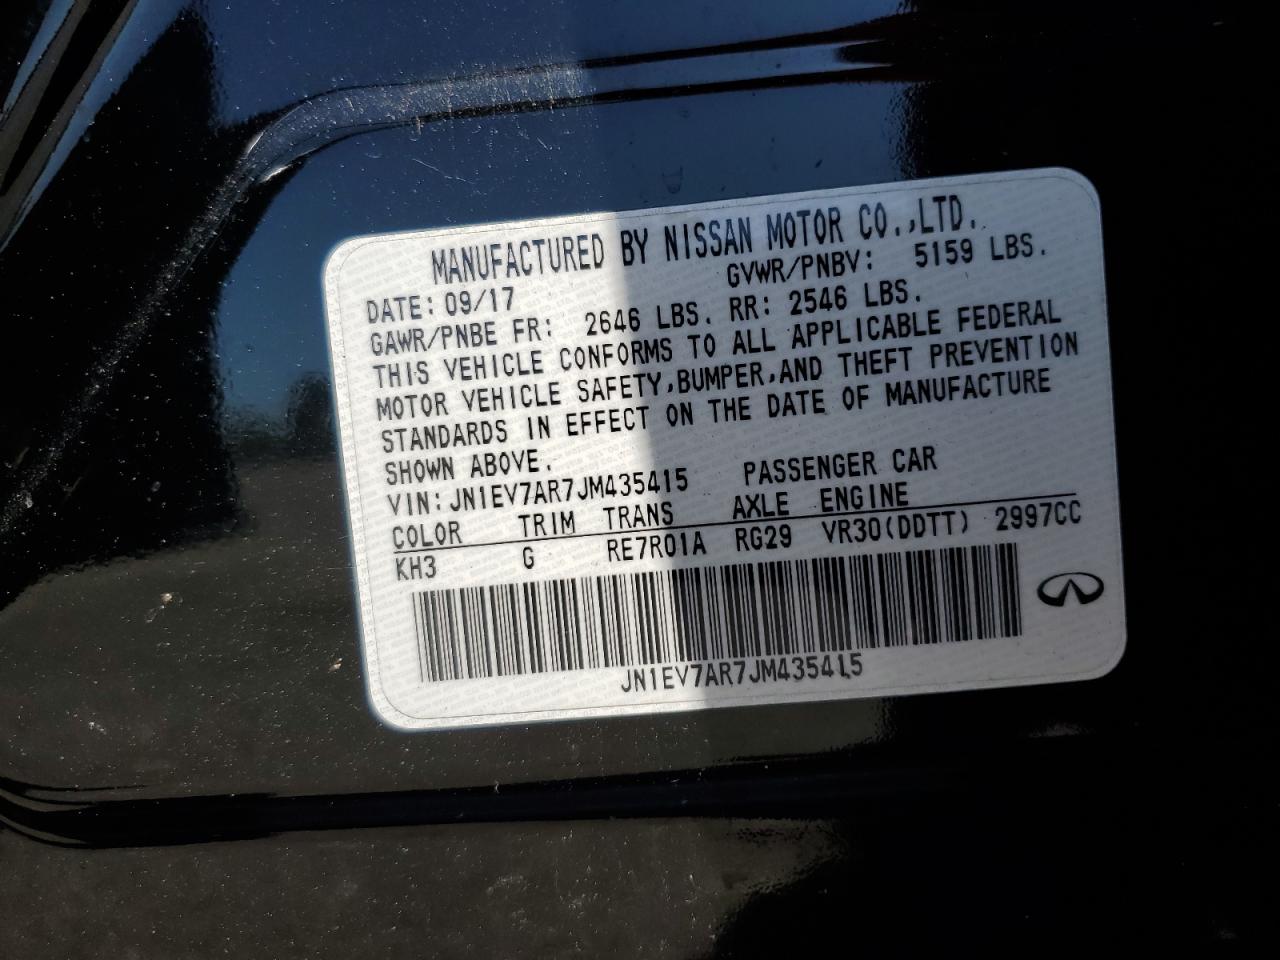 MANUFACTURED BY NISSAN MOTOR CO.,LTD.
DATE: 09/17 GVWR/PNBV: 5159 LBS.
GAWR/PNBE FR: 2646 LBS. RR: 2546 LBS.
THIS VEHICLE CONFORMS TO ALL APPLICABLE FEDERAL
MOTOR VEHICLE SAFETY,BUMPER,AND THEFT PREVENTION
STANDARDS IN EFFECT ON THE DATE OF MANUFACTURE
SHOWN ABOVE.
VIN: JN1EV7AR7JM435415 PASSENGER CAR
COLOR TRIM TRANS AXLE ENGINE
KH3 G RE7R01A RG29 VR30(DDTT) 2997CC
JN1EV7AR7JM435415